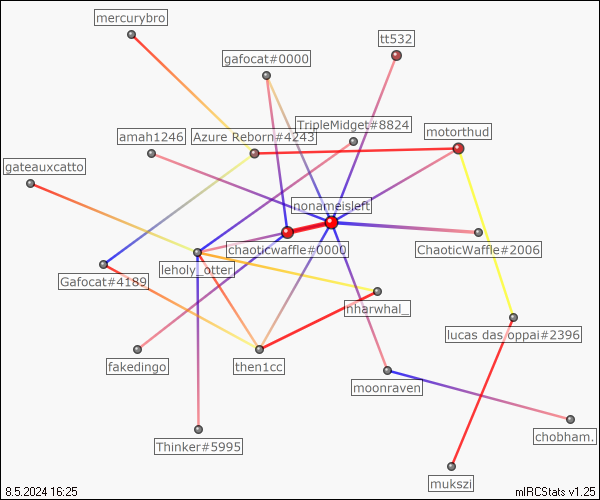 mercurybro
tt532
gafocat#0000
TripleMidget#8824
motorthud
amah1246
Azure Reborn#4243
gateauxcatto
nonameisleft
chaoticwaffle#0000
ChaoticWaffle#2006
leholy_otter
Gafocat#4189
nharwhal_
lucas das oppai#2396
fakedingo
then1cc
moonraven
Thinker#5995
chobham.
mukszi
8.5.2024 16:25
mIRCStats v1.25